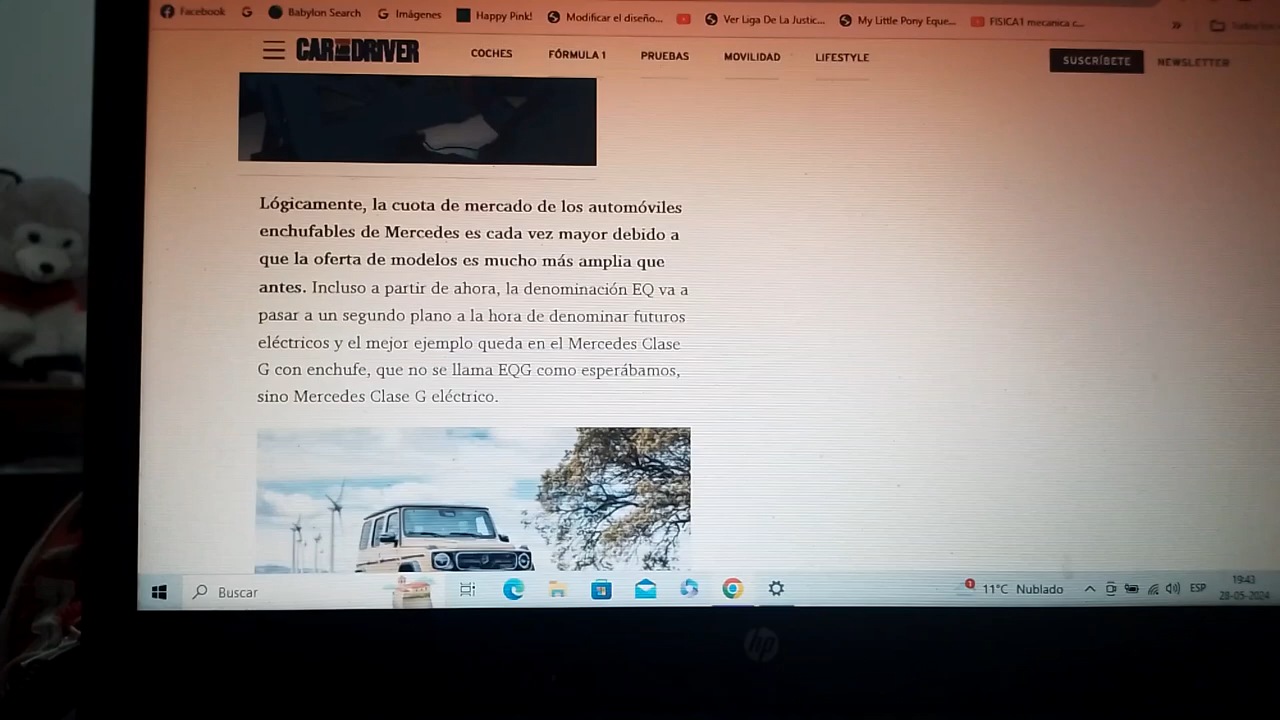 Facebook
Babylon Search
Imágenes
Happy Pink!
Modificar el diseño...
Ver Liga De La Justic...
My Little Pony Eque...
FISICA1 mecanica c...
»
CAR AND DRIVER
COCHES
FÓRMULA 1
PRUEBAS
MOVILIDAD
LIFESTYLE
SUSCRÍBETE
NEWSLETTER
Lógicamente, la cuota de mercado de los automóviles
enchufables de Mercedes es cada vez mayor debido a
que la oferta de modelos es mucho más amplia que
antes. Incluso a partir de ahora, la denominación EQ va a
pasar a un segundo plano a la hora de denominar futuros
eléctricos y el mejor ejemplo queda en el Mercedes Clase
G con enchufe, que no se llama EQG como esperábamos,
sino Mercedes Clase G eléctrico.
Buscar
11°C Nublado
ESP
19:43
28-05-2024
hp